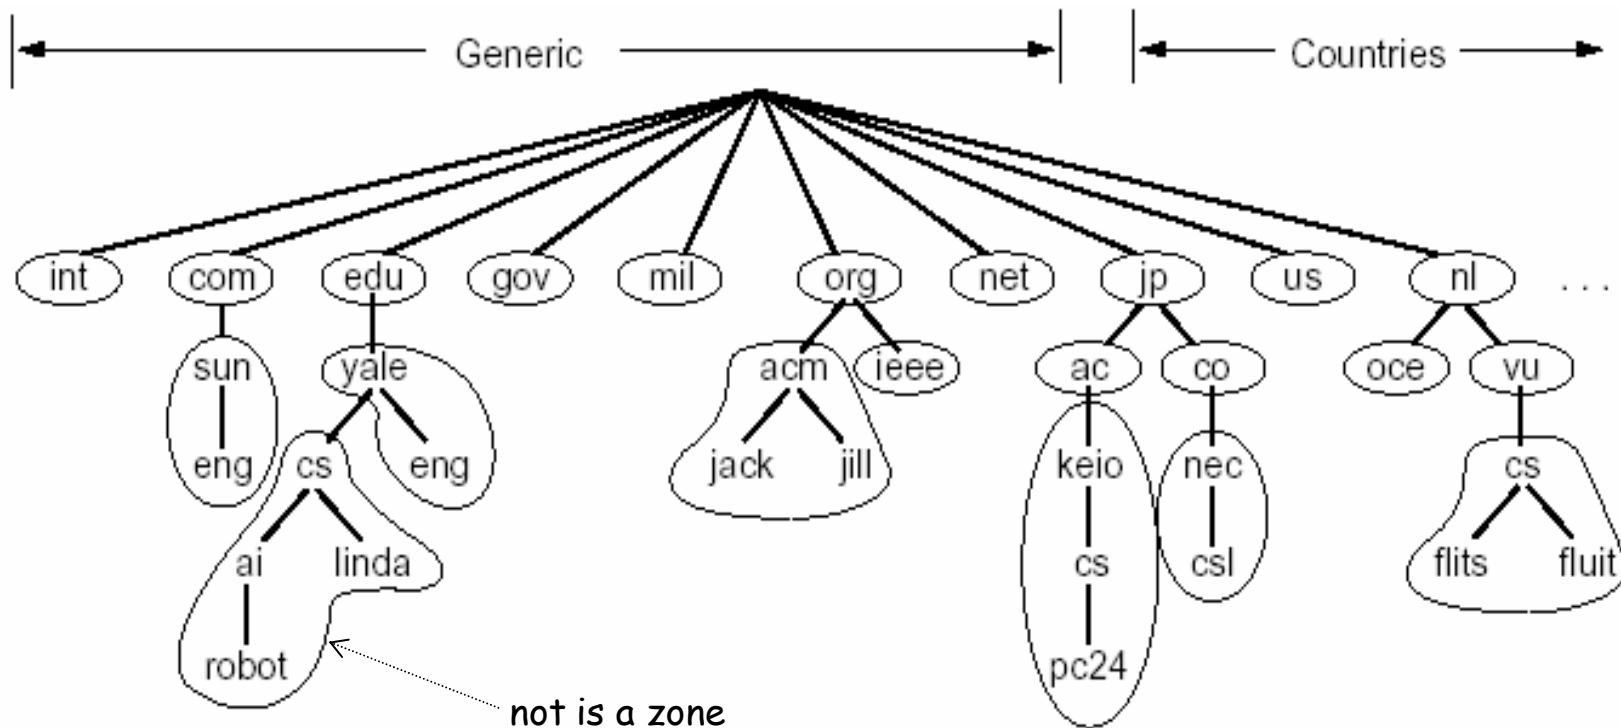 Generic Countries
int com edu gov mil org net jp us nl ...
sun yale acm ieee ac co oce vu
eng cs eng jack jill keio nec cs
ai linda cs csl flits fluit
robot pc24
not is a zone